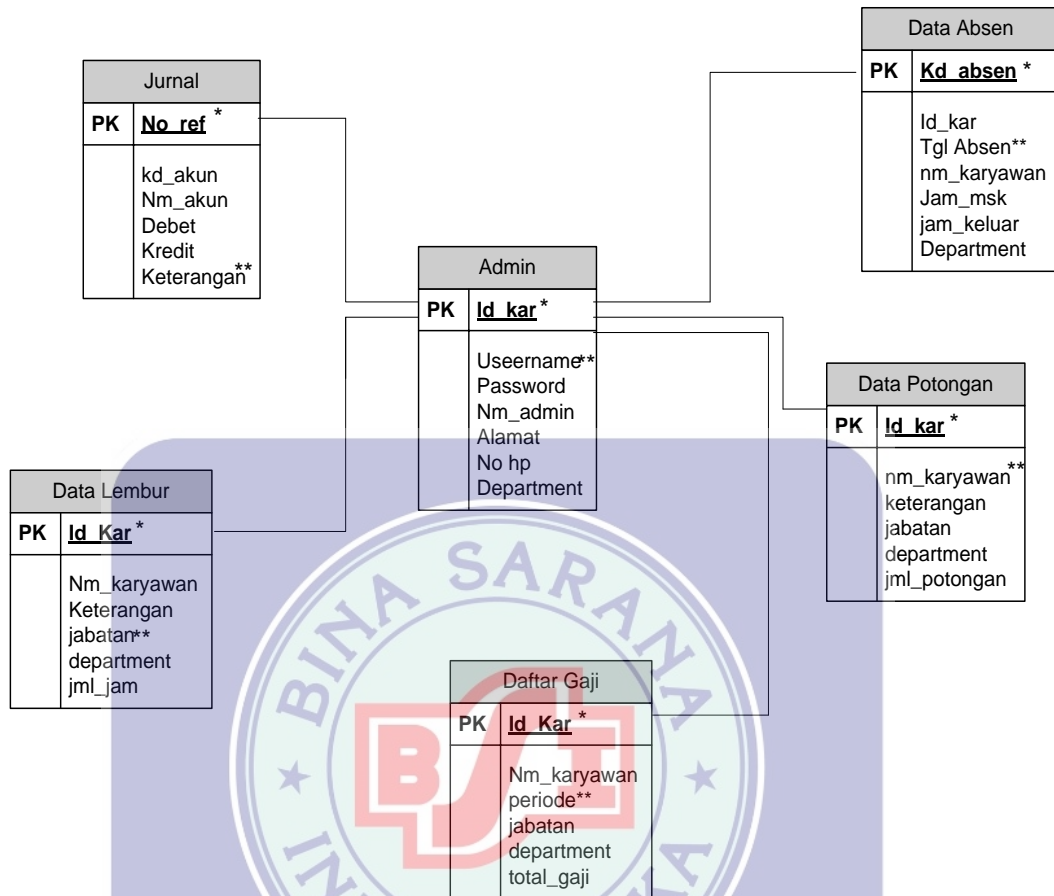 Jurnal
PK No_ref *
kd_akun
Nm_akun
Debet
Kredit
Keterangan**
Data Absen
PK Kd_absen *
Id_kar
Tgl Absen**
nm_karyawan
Jam_msk
jam_keluar
Department
Admin
PK Id_kar *
Useername**
Password
Nm_admin
Alamat
No hp
Department
Data Potongan
PK Id_kar *
nm_karyawan**
keterangan
jabatan
department
jml_potongan
Data Lembur
PK Id_Kar *
Nm_karyawan
Keterangan
jabatan**
department
jml_jam
Daftar Gaji
PK Id_Kar *
Nm_karyawan
periode**
jabatan
department
total_gaji
BINA SARANA
BSI